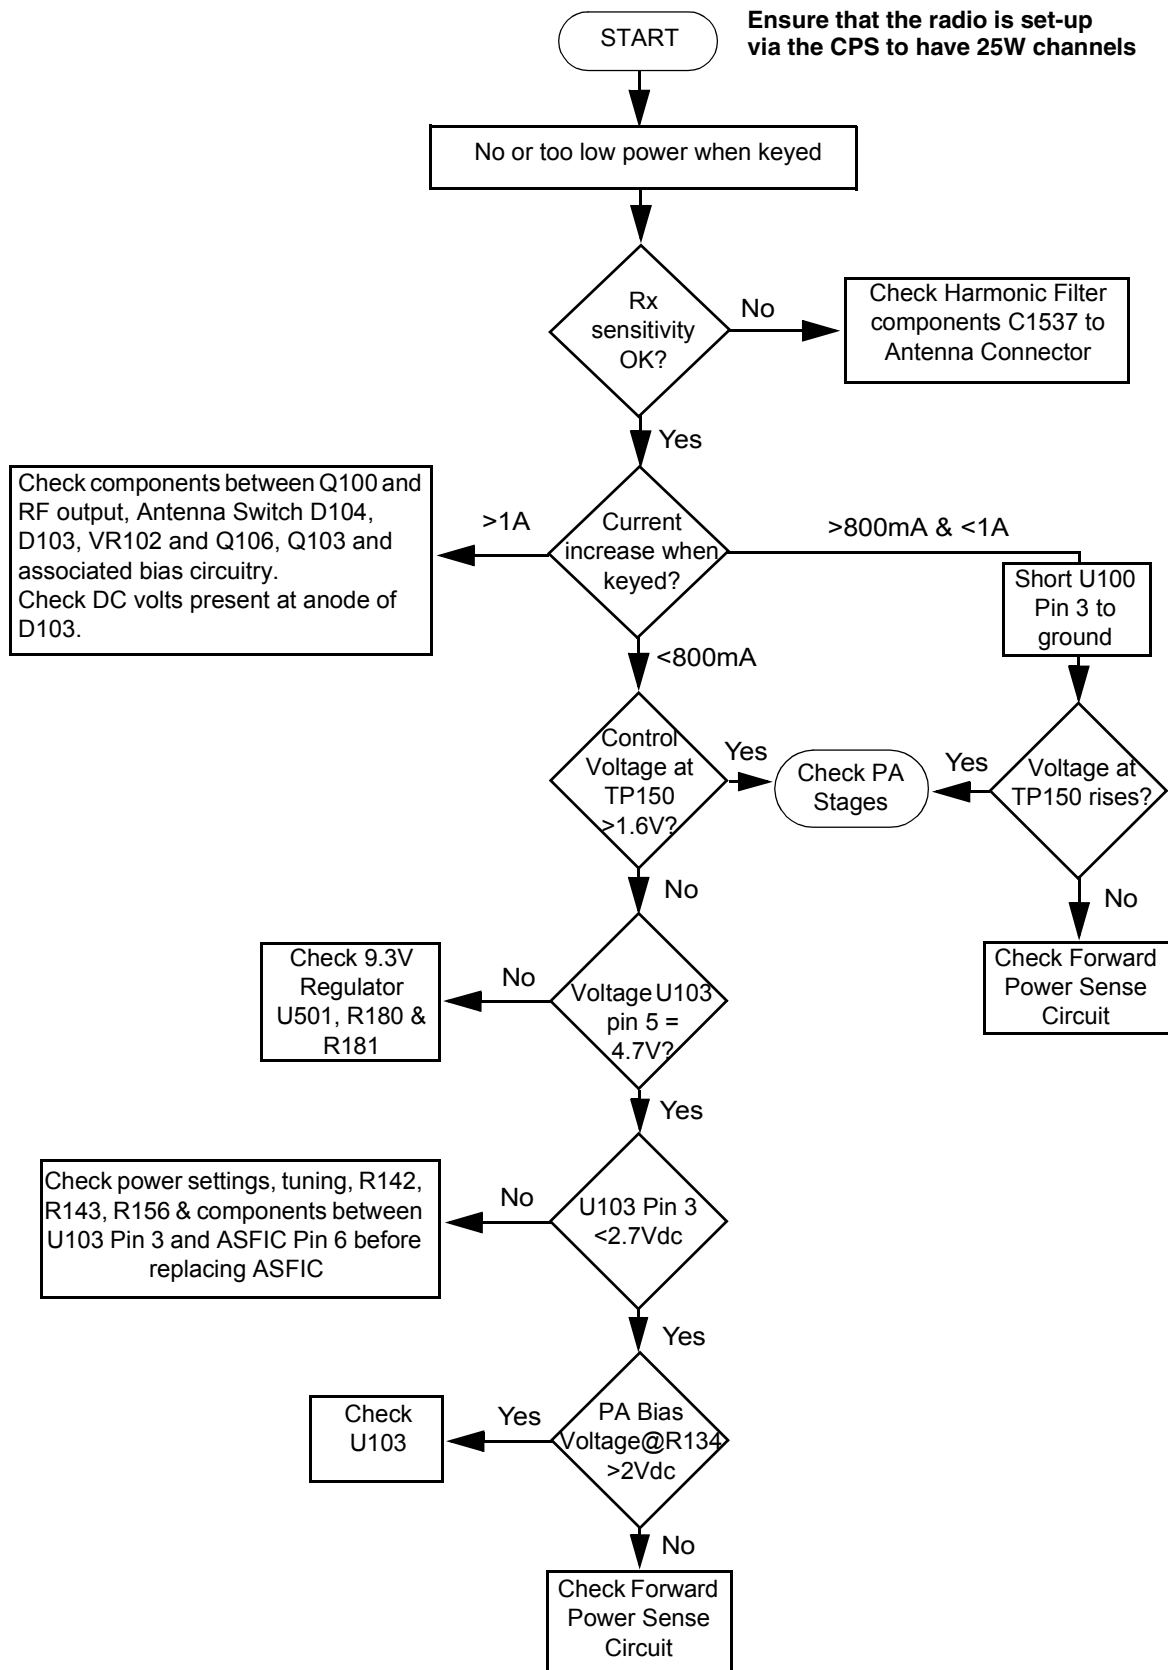 START
Ensure that the radio is set-up
via the CPS to have 25W channels
No or too low power when keyed
Rx
sensitivity
OK?
No
Check Harmonic Filter
components C1537 to
Antenna Connector
Yes
Check components between Q100 and
RF output, Antenna Switch D104,
D103, VR102 and Q106, Q103 and
associated bias circuitry.
Check DC volts present at anode of
D103.
>1A
Current
increase when
keyed?
>800mA & <1A
Short U100
Pin 3 to
ground
<800mA
Control
Voltage at
TP150
>1.6V?
Yes
Check PA
Stages
Yes
Voltage at
TP150 rises?
No
No
Check 9.3V
Regulator
U501, R180 &
R181
No
Voltage U103
pin 5 =
4.7V?
Check Forward
Power Sense
Circuit
Yes
Check power settings, tuning, R142,
R143, R156 & components between
U103 Pin 3 and ASFIC Pin 6 before
replacing ASFIC
No
U103 Pin 3
<2.7Vdc
Yes
Check
U103
Yes
PA Bias
Voltage@R134
>2Vdc
No
Check Forward
Power Sense
Circuit